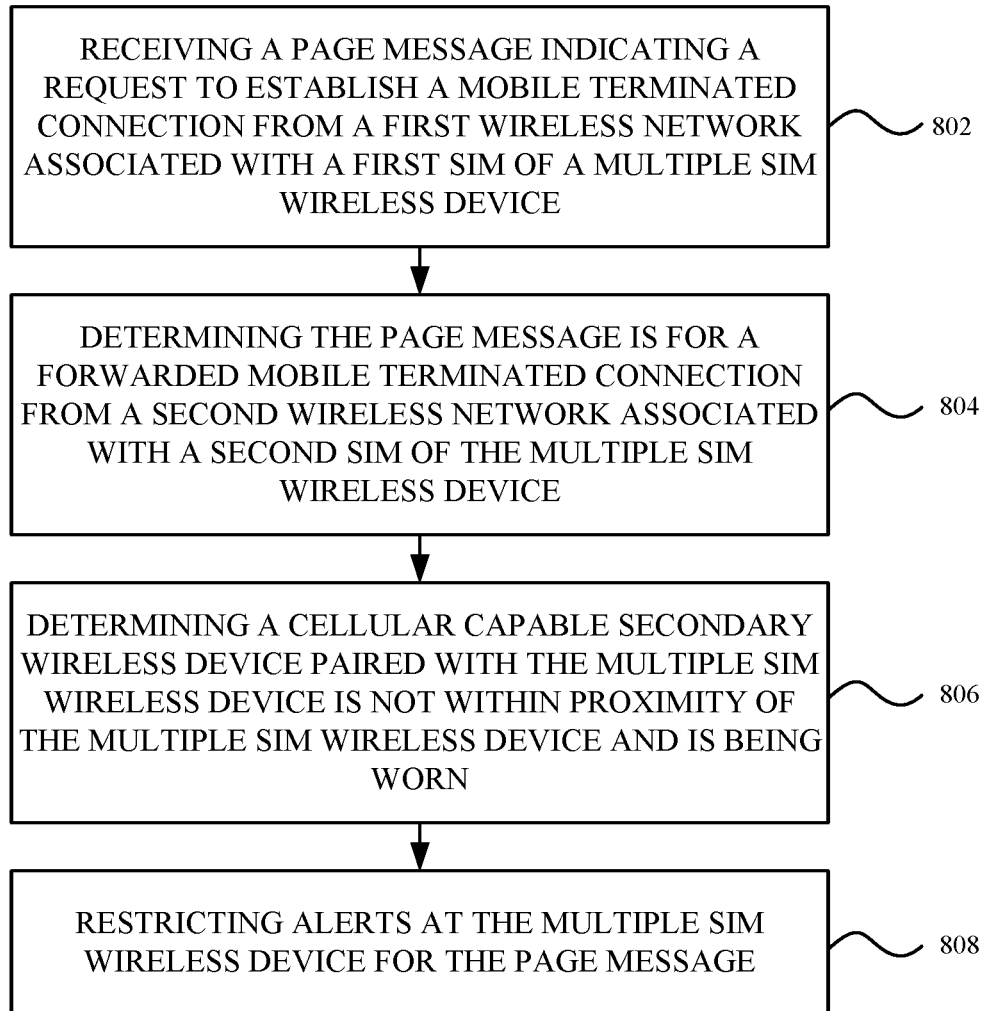 RECEIVING A PAGE MESSAGE INDICATING A
REQUEST TO ESTABLISH A MOBILE TERMINATED
CONNECTION FROM A FIRST WIRELESS NETWORK
ASSOCIATED WITH A FIRST SIM OF A MULTIPLE SIM
WIRELESS DEVICE
802
DETERMINING THE PAGE MESSAGE IS FOR A
FORWARDED MOBILE TERMINATED CONNECTION
FROM A SECOND WIRELESS NETWORK ASSOCIATED
WITH A SECOND SIM OF THE MULTIPLE SIM
WIRELESS DEVICE
804
DETERMINING A CELLULAR CAPABLE SECONDARY
WIRELESS DEVICE PAIRED WITH THE MULTIPLE SIM
WIRELESS DEVICE IS NOT WITHIN PROXIMITY OF
THE MULTIPLE SIM WIRELESS DEVICE AND IS BEING
WORN
806
RESTRICTING ALERTS AT THE MULTIPLE SIM
WIRELESS DEVICE FOR THE PAGE MESSAGE
808